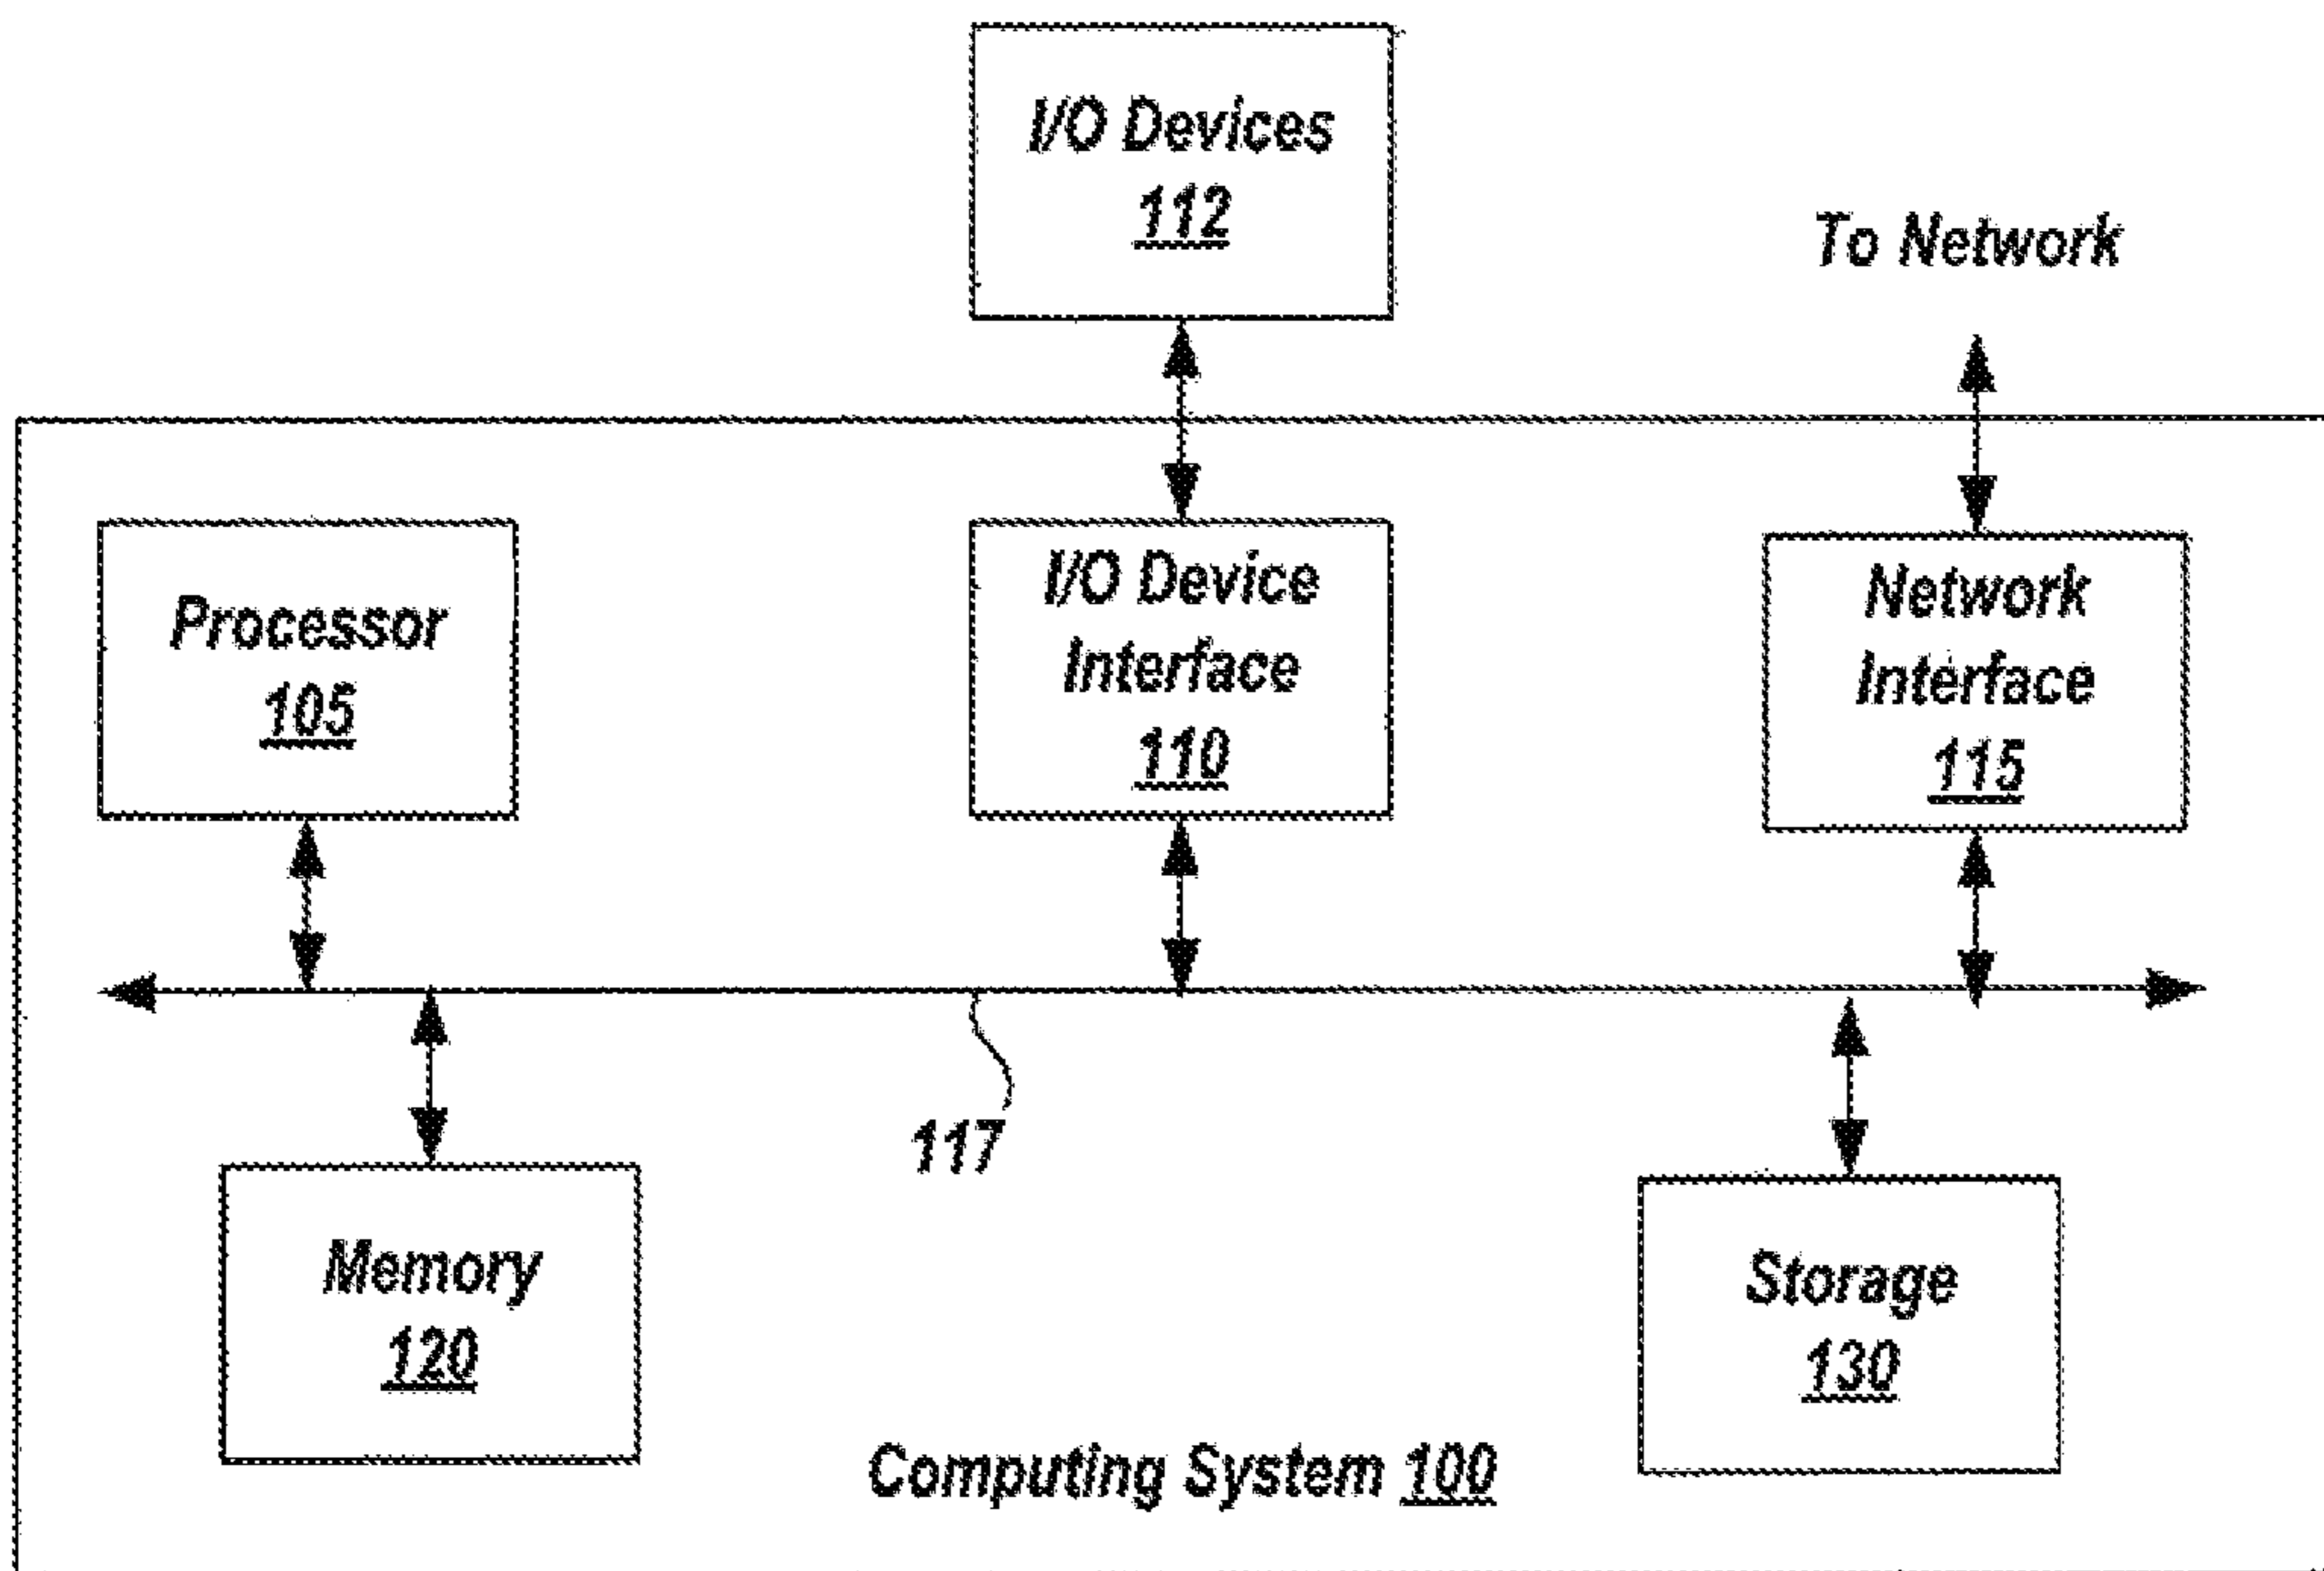 I/O Devices
112
To Network
Processor
105
I/O Device
Interface
110
Network
Interface
115
117
Memory
120
Storage
130
Computing System 100